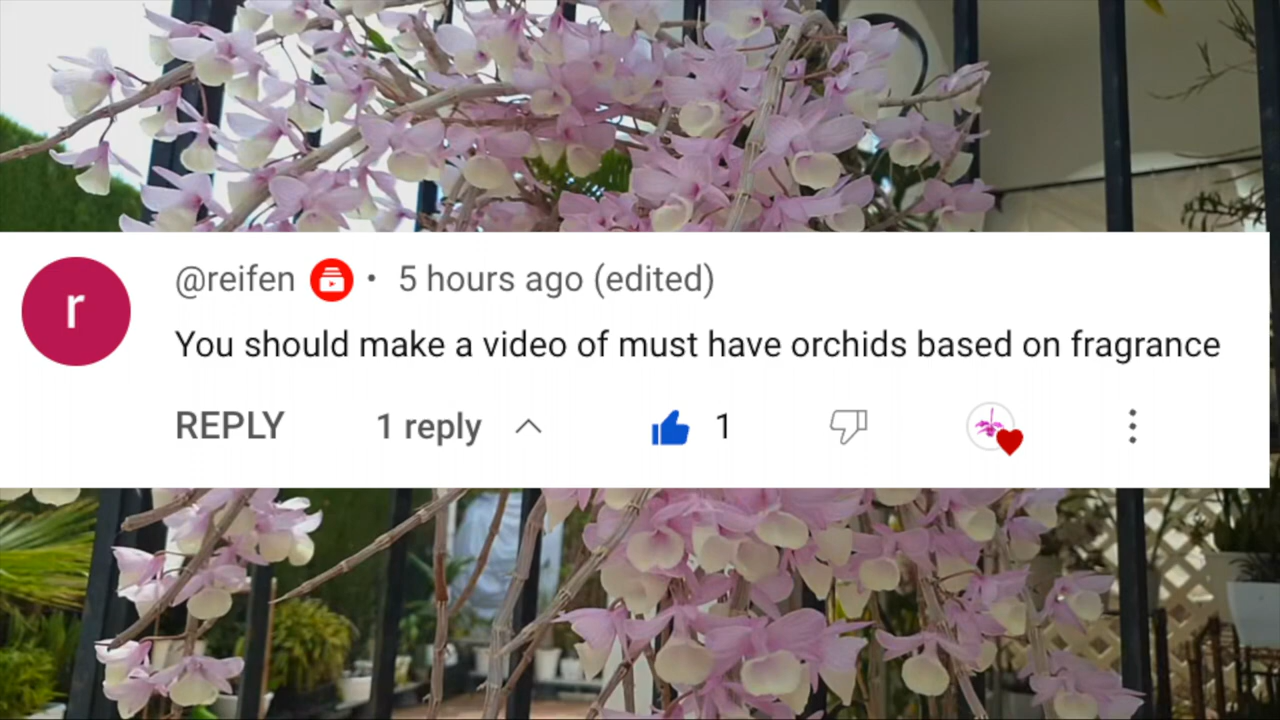 r
@reifen • 5 hours ago (edited)
You should make a video of must have orchids based on fragrance
REPLY 1 reply 1